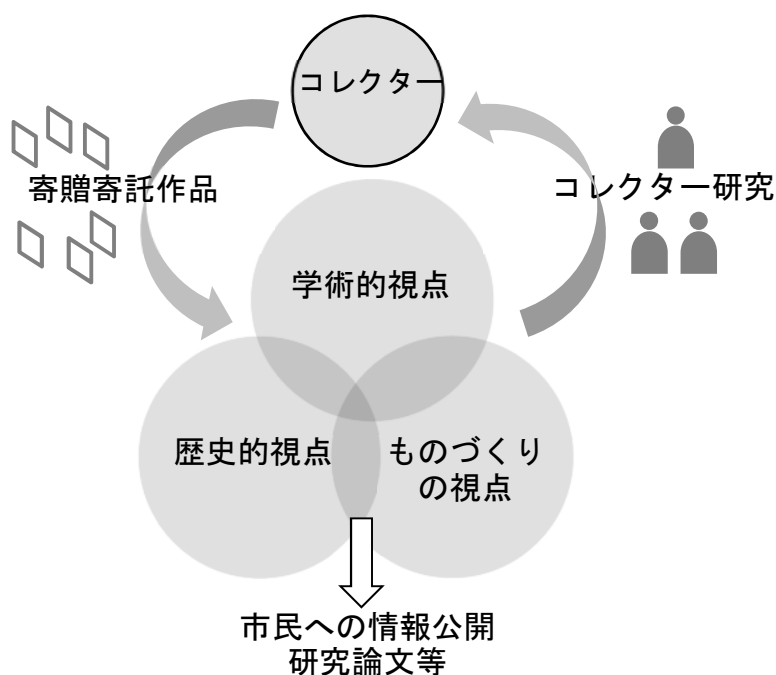 コレクター
寄贈寄託作品
コレクター研究
学術的視点
歴史的視点
ものづくり
の視点
市民への情報公開
研究論文等